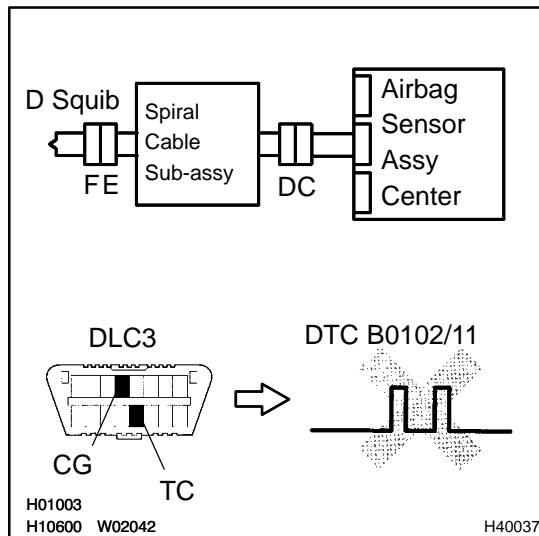 D Squib
Spiral
Cable
Sub-assy
Airbag
Sensor
Assy
Center
F E
DC
DLC3
DTC B0102/11
CG
TC
H01003
H10600 W02042
H40037